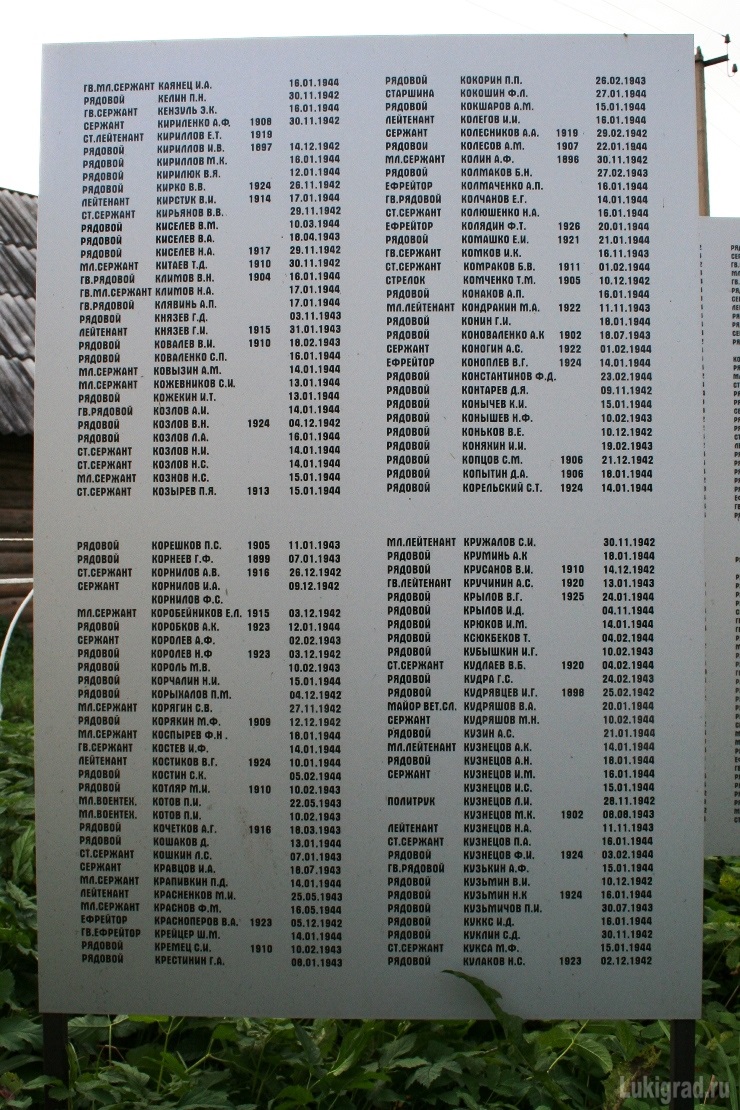 ГВ.МЛ.СЕРЖАНТ КАЯНЕЦ И.А. 16.01.1944
РЯДОВОЙ КЕЛИН П.Н. 30.11.1942
ГВ.СЕРЖАНТ КЕНЗУЛЬ Э.К. 16.01.1944
СЕРЖАНТ КИРИЛЕНКО А.Ф. 1908 30.11.1942
СТ.ЛЕЙТЕНАНТ КИРИЛЛОВ Е.Т. 1919
РЯДОВОЙ КИРИЛЛОВ И.В. 1897 14.12.1942
РЯДОВОЙ КИРИЛЛОВ М.К. 16.01.1944
РЯДОВОЙ КИРИЛЮК В.Я. 12.01.1944
РЯДОВОЙ КИРКО В.В. 1924 26.11.1942
ЛЕЙТЕНАНТ КИРСТУК В.И. 1914 17.01.1944
СТ.СЕРЖАНТ КИРЬЯНОВ В.В. 29.11.1942
РЯДОВОЙ КИСЕЛЕВ В.М. 10.03.1944
РЯДОВОЙ КИСЕЛЕВ В.А. 18.04.1943
РЯДОВОЙ КИСЕЛЕВ Н.А. 1917 29.11.1942
МЛ.СЕРЖАНТ КИТАЕВ Т.Д. 1910 30.11.1942
ГВ.РЯДОВОЙ КЛИМОВ В.Н. 1904 16.01.1944
ГВ.МЛ.СЕРЖАНТ КЛИМОВ Н.А. 17.01.1944
ГВ.РЯДОВОЙ КЛЯВИНЬ А.П. 17.01.1944
РЯДОВОЙ КНЯЗЕВ Г.Д. 03.11.1943
ЛЕЙТЕНАНТ КНЯЗЕВ Г.И. 1915 31.01.1943
РЯДОВОЙ КОВАЛЕВ В.И. 1910 18.02.1943
РЯДОВОЙ КОВАЛЕНКО С.П. 16.01.1944
МЛ.СЕРЖАНТ КОВЫЗИН А.М. 14.01.1944
МЛ.СЕРЖАНТ КОЖЕВНИКОВ С.И. 13.01.1944
РЯДОВОЙ КОЖЕКИН И.Т. 13.01.1944
ГВ.РЯДОВОЙ КОЗЛОВ А.И. 14.01.1944
РЯДОВОЙ КОЗЛОВ В.Н. 1924 04.12.1942
РЯДОВОЙ КОЗЛОВ Л.А. 16.01.1944
СТ.СЕРЖАНТ КОЗЛОВ Н.И. 14.01.1944
СТ.СЕРЖАНТ КОЗЛОВ Н.С. 14.01.1944
МЛ.СЕРЖАНТ КОЗНОВ Н.С. 15.01.1944
СТ.СЕРЖАНТ КОЗЫРЕВ П.Я. 1913 15.01.1944
РЯДОВОЙ КОКОРИН П.П. 26.02.1943
СТАРШИНА КОКОШИН Ф.Л. 27.01.1944
РЯДОВОЙ КОКШАРОВ А.М. 15.01.1944
ЛЕЙТЕНАНТ КОЛЕГОВ И.И. 16.01.1944
СЕРЖАНТ КОЛЕСНИКОВ А.А. 1919 29.02.1942
РЯДОВОЙ КОЛЕСОВ А.М. 1907 22.01.1944
МЛ.СЕРЖАНТ КОЛИН А.Ф. 1896 30.11.1942
РЯДОВОЙ КОЛМАКОВ Б.Н. 27.02.1943
ЕФРЕЙТОР КОЛМАЧЕНКО А.П. 16.01.1944
ГВ.РЯДОВОЙ КОЛЧАНОВ Е.Г. 14.01.1944
СТ.СЕРЖАНТ КОЛЮШЕНКО Н.А. 16.01.1944
ЕФРЕЙТОР КОЛЯДИН Ф.Т. 1926 20.01.1944
РЯДОВОЙ КОМАШКО Е.И. 1921 21.01.1944
ГВ.СЕРЖАНТ КОМКОВ И.К. 16.11.1943
СТ.СЕРЖАНТ КОМРАКОВ Б.В. 1911 01.02.1944
СТРЕЛОК КОМЧЕНКО Т.М. 1905 10.12.1942
РЯДОВОЙ КОНАКОВ А.П. 16.01.1944
МЛ.ЛЕЙТЕНАНТ КОНДРАКИН М.А. 1922 11.11.1943
РЯДОВОЙ КОНИН Г.И. 18.01.1944
РЯДОВОЙ КОНОВАЛЕНКО А.К 1902 18.07.1943
СЕРЖАНТ КОНОГИН А.С. 1922 01.02.1944
ЕФРЕЙТОР КОНОПЛЕВ В.Г. 1924 14.01.1944
РЯДОВОЙ КОНСТАНТИНОВ Ф.Д. 23.02.1944
РЯДОВОЙ КОНТАРЕВ Д.Я. 09.11.1942
РЯДОВОЙ КОНЫЧЕВ К.И. 15.01.1944
РЯДОВОЙ КОНЫШЕВ Н.Ф. 10.02.1943
РЯДОВОЙ КОНЬКОВ В.Е. 10.12.1942
РЯДОВОЙ КОНЯКИН И.И. 19.02.1943
РЯДОВОЙ КОПЦОВ С.М. 1906 21.12.1942
РЯДОВОЙ КОПЫТИН Д.А. 1906 18.01.1944
РЯДОВОЙ КОРЕЛЬСКИЙ С.Т. 1924 14.01.1944
РЯДОВОЙ КОРЕШКОВ П.С. 1905 11.01.1943
РЯДОВОЙ КОРНЕЕВ Г.Ф. 1899 07.01.1943
СТ.СЕРЖАНТ КОРНИЛОВ А.В. 1916 26.12.1942
СЕРЖАНТ КОРНИЛОВ И.А. 09.12.1942
КОРНИЛОВ Ф.С.
МЛ.СЕРЖАНТ КОРОБЕЙНИКОВ Е.Л. 1915 03.12.1942
РЯДОВОЙ КОРОБКОВ А.К. 1923 12.01.1944
СЕРЖАНТ КОРОЛЕВ А.Ф. 02.02.1943
РЯДОВОЙ КОРОЛЕВ Н.Ф 1923 03.12.1942
РЯДОВОЙ КОРОЛЬ М.В. 10.02.1943
РЯДОВОЙ КОРЧАЛИН Н.И. 15.01.1944
РЯДОВОЙ КОРЫХАЛОВ П.М. 04.12.1942
МЛ.СЕРЖАНТ КОРЯГИН С.В. 27.11.1942
РЯДОВОЙ КОРЯКИН М.Ф. 1909 12.12.1942
МЛ.СЕРЖАНТ КОСПЫРЕВ Ф.Н. 18.01.1944
ГВ.СЕРЖАНТ КОСТЕВ И.Ф. 14.01.1944
ЛЕЙТЕНАНТ КОСТИКОВ В.Г. 1924 10.01.1944
РЯДОВОЙ КОСТИН С.К. 05.02.1944
РЯДОВОЙ КОТЛЯР М.И. 1910 10.02.1943
МЛ.ВОЕНТЕХ. КОТОВ П.И. 22.05.1943
МЛ.ВОЕНТЕХ. КОТОВ П.И. 10.02.1943
РЯДОВОЙ КОЧЕТКОВ А.Г. 1916 18.03.1943
РЯДОВОЙ КОШАКОВ Д. 13.01.1944
СТ.СЕРЖАНТ КОШКИН Л.С. 07.01.1943
СЕРЖАНТ КРАВЦОВ И.А. 18.07.1943
МЛ.СЕРЖАНТ КРАПИВКИН П.Д. 14.01.1944
ЛЕЙТЕНАНТ КРАСНЕНКОВ М.И. 25.05.1943
МЛ.СЕРЖАНТ КРАСНОВ Ф.М. 16.05.1944
ЕФРЕЙТОР КРАСНОПЕРОВ В.А. 1923 05.12.1942
ГВ.ЕФРЕЙТОР КРЕЙЦЕР Ш.М. 14.01.1944
РЯДОВОЙ КРЕМЕЦ С.И. 1910 10.02.1943
РЯДОВОЙ КРЕСТИНИН Г.А. 08.01.1943
МЛ.ЛЕЙТЕНАНТ КРУЖАЛОВ С.И. 30.11.1942
РЯДОВОЙ КРУМИНЬ А.К 18.01.1944
РЯДОВОЙ КРУСАНОВ В.И 1910 14.12.1942
ГВ.ЛЕЙТЕНАНТ КРУЧИНИН А.С. 1920 13.01.1943
РЯДОВОЙ КРЫЛОВ В.Г. 1925 24.01.1944
РЯДОВОЙ КРЫЛОВ И.Д. 04.11.1944
РЯДОВОЙ КРЮКОВ И.М. 14.01.1944
РЯДОВОЙ КСЮКБЕКОВ Т. 04.02.1944
РЯДОВОЙ КУБЫШКИН И.Г. 10.02.1943
СТ.СЕРЖАНТ КУДЛАЕВ В.Б. 1920 04.02.1944
РЯДОВОЙ КУДРА Г.С. 24.02.1943
РЯДОВОЙ КУДРЯВЦЕВ И.Г. 1898 25.02.1942
МАЙОР ВЕТ.СЛ. КУДРЯШОВ В.А. 20.01.1944
СЕРЖАНТ КУДРЯШОВ М.Н. 10.02.1944
РЯДОВОЙ КУЗИН А.С. 21.01.1944
МЛ.ЛЕЙТЕНАНТ КУЗНЕЦОВ А.К. 14.01.1944
РЯДОВОЙ КУЗНЕЦОВ А.Н. 18.01.1944
СЕРЖАНТ КУЗНЕЦОВ И.М. 16.01.1944
КУЗНЕЦОВ И.С. 15.01.1944
ПОЛИТРУК КУЗНЕЦОВ Л.И. 28.11.1942
КУЗНЕЦОВ М.К. 1902 08.08.1943
ЛЕЙТЕНАНТ КУЗНЕЦОВ Н.А. 11.11.1943
СТ.СЕРЖАНТ КУЗНЕЦОВ П.А. 16.01.1944
РЯДОВОЙ КУЗНЕЦОВ Ф.И. 1924 03.02.1944
ГВ.РЯДОВОЙ КУЗЬКИН А.Ф. 15.01.1944
РЯДОВОЙ КУЗЬМИН В.И. 10.12.1942
РЯДОВОЙ КУЗЬМИН Н.К 1924 16.01.1944
РЯДОВОЙ КУЗЬМИЧОВ П.И. 30.07.1943
РЯДОВОЙ КУККС И.Д. 16.01.1944
РЯДОВОЙ КУКЛИН С.Д. 30.11.1942
СТ.СЕРЖАНТ КУКСА М.Ф. 15.01.1944
РЯДОВОЙ КУЛАКОВ Н.С. 1923 02.12.1942
Lukigrad.ru